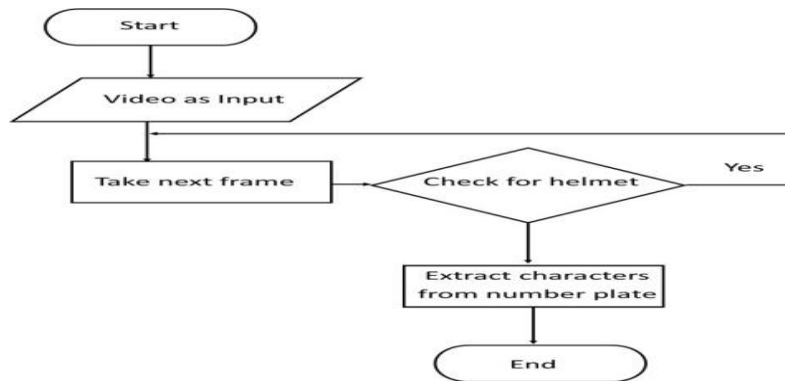 Start
Video as Input
Take next frame
Check for helmet
Yes
Extract characters
from number plate
End